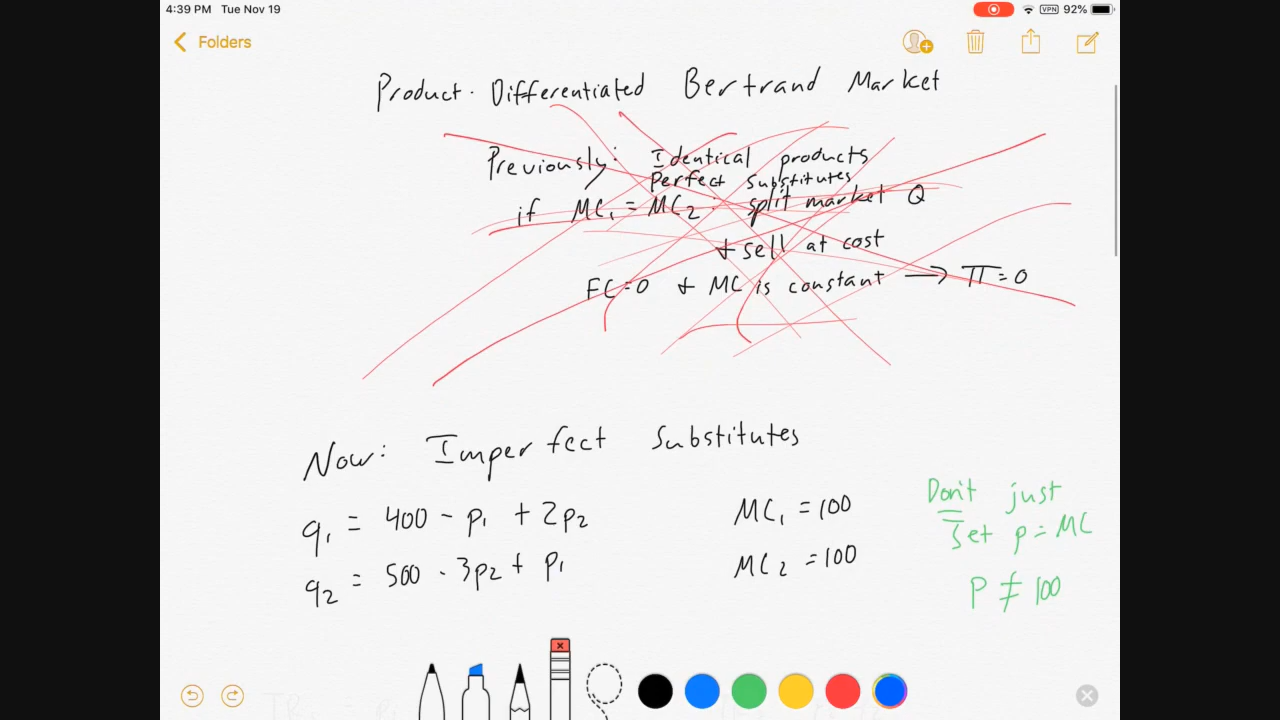 4:39 PM Tue Nov 19
VPN 92%
Folders
Product. Differentiated Bertrand Market
Previously: Identical products
Perfect Substitutes
if MC₁ = MC₂ . split market Q
+ sell at cost
FC=0 + MC is constant → Π=0
Now: Imperfect Substitutes
q₁ = 400 - p₁ + 2p₂
MC₁ = 100
q₂ = 500 - 3p₂ + p₁
MC₂ = 100
Don't just
set p = MC
P ≠ 100